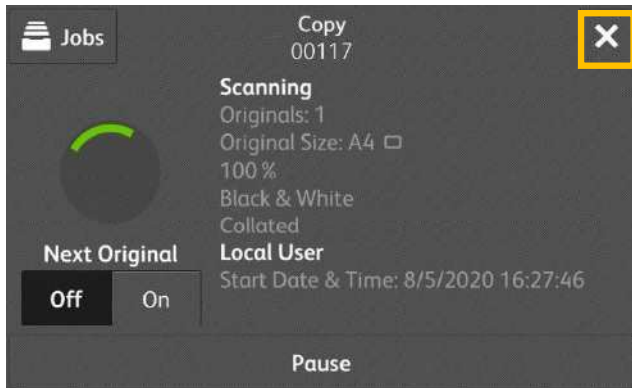 Jobs
Copy
00117
Scanning
Originals: 1
Original Size: A4
100 %
Black & White
Collated
Local User
Start Date & Time: 8/5/2020 16:27:46
Next Original
Off
On
Pause